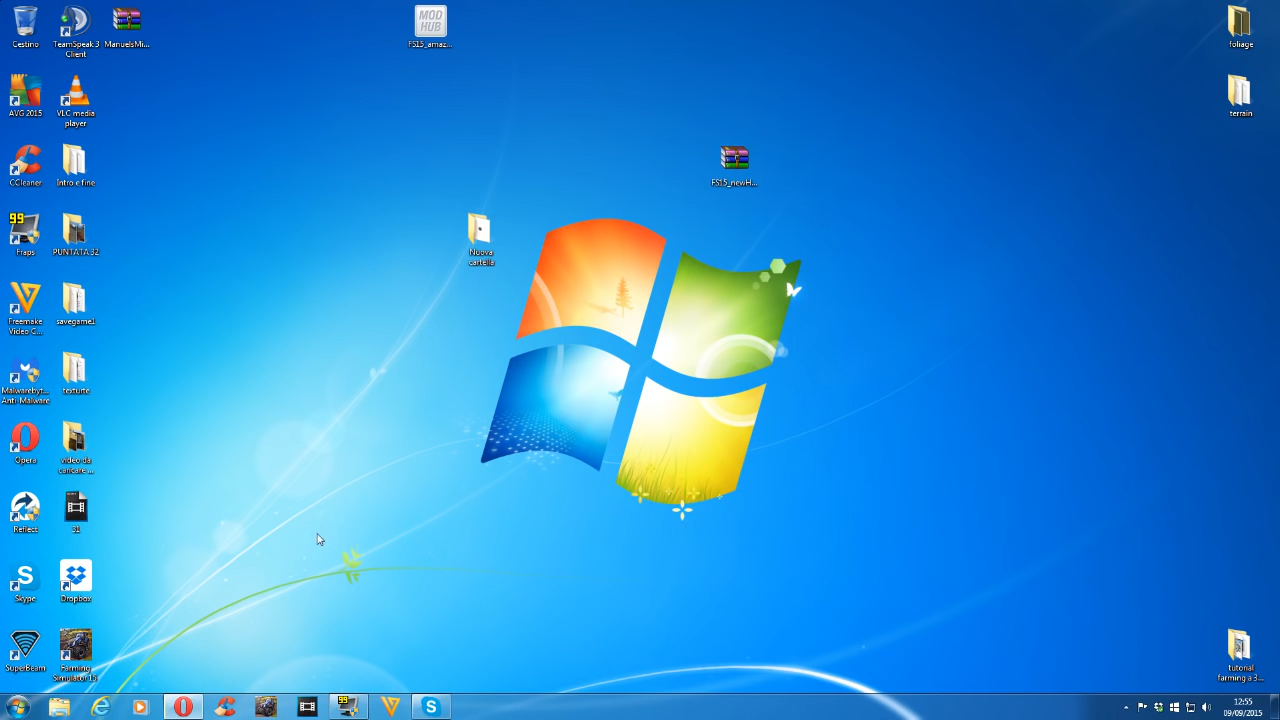 Cestino
TeamSpeak 3
Client
ManuelsMi...
MOD
HUB
FS15_amaz...
foliage
AVG 2015
VLC media
player
terrain
CCleaner
Intro e fine
FS15_newH...
99
Fraps
PUNTATA 32
Nuova
cartella
Freemake
Video C...
savegame1
Malwarebyt...
Anti-Malware
texturte
Opera
video da
caricare ...
Reflect
31
S
Skype
Dropbox
SuperBeam
Farming
Simulator 15
tutorial
farming a 3...
99
S
12:55
09/09/2015